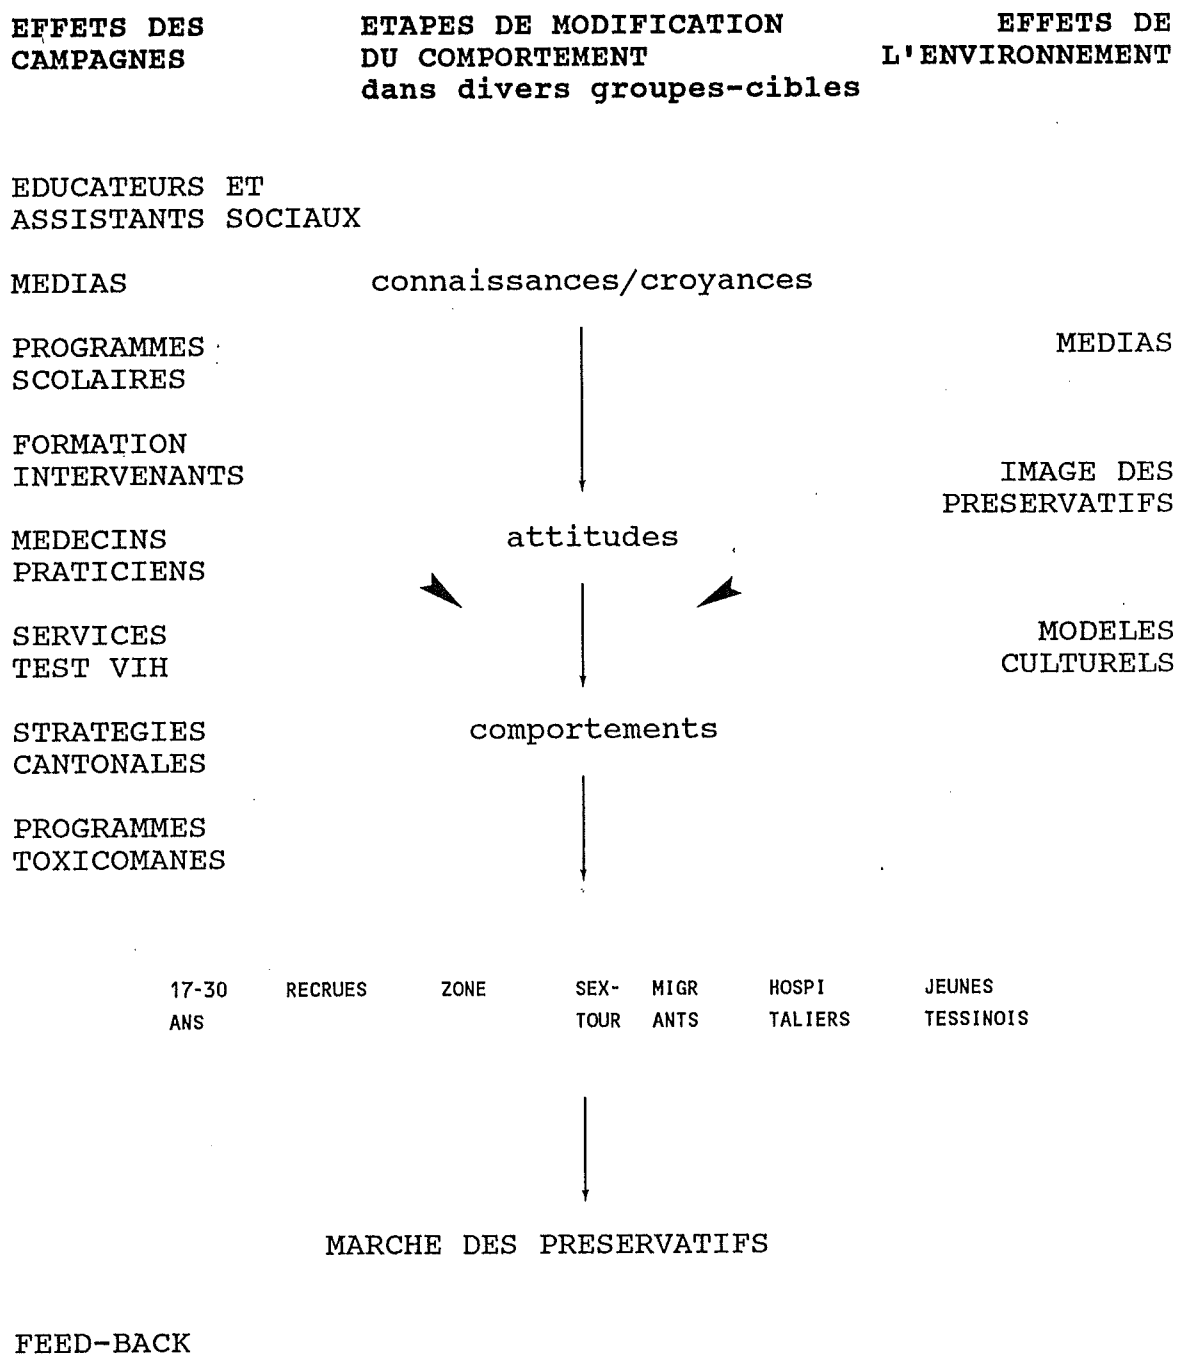 EFFETS DES
CAMPAGNES
ETAPES DE MODIFICATION
DU COMPORTEMENT
dans divers groupes-cibles
EFFETS DE
L'ENVIRONNEMENT
EDUCATEURS ET
ASSISTANTS SOCIAUX
MEDIAS
PROGRAMMES
SCOLAIRES
FORMATION
INTERVENANTS
MEDECINS
PRATICIENS
SERVICES
TEST VIH
STRATEGIES
CANTONALES
PROGRAMMES
TOXICOMANES
connaissances/croyances
attitudes
comportements
MEDIAS
IMAGE DES
PRESERVATIFS
MODELES
CULTURELS
17-30
ANS
RECRUES
ZONE
SEX-
TOUR
MIGR
ANTS
HOSPI
TALIERS
JEUNES
TESSINOIS
MARCHE DES PRESERVATIFS
FEED-BACK